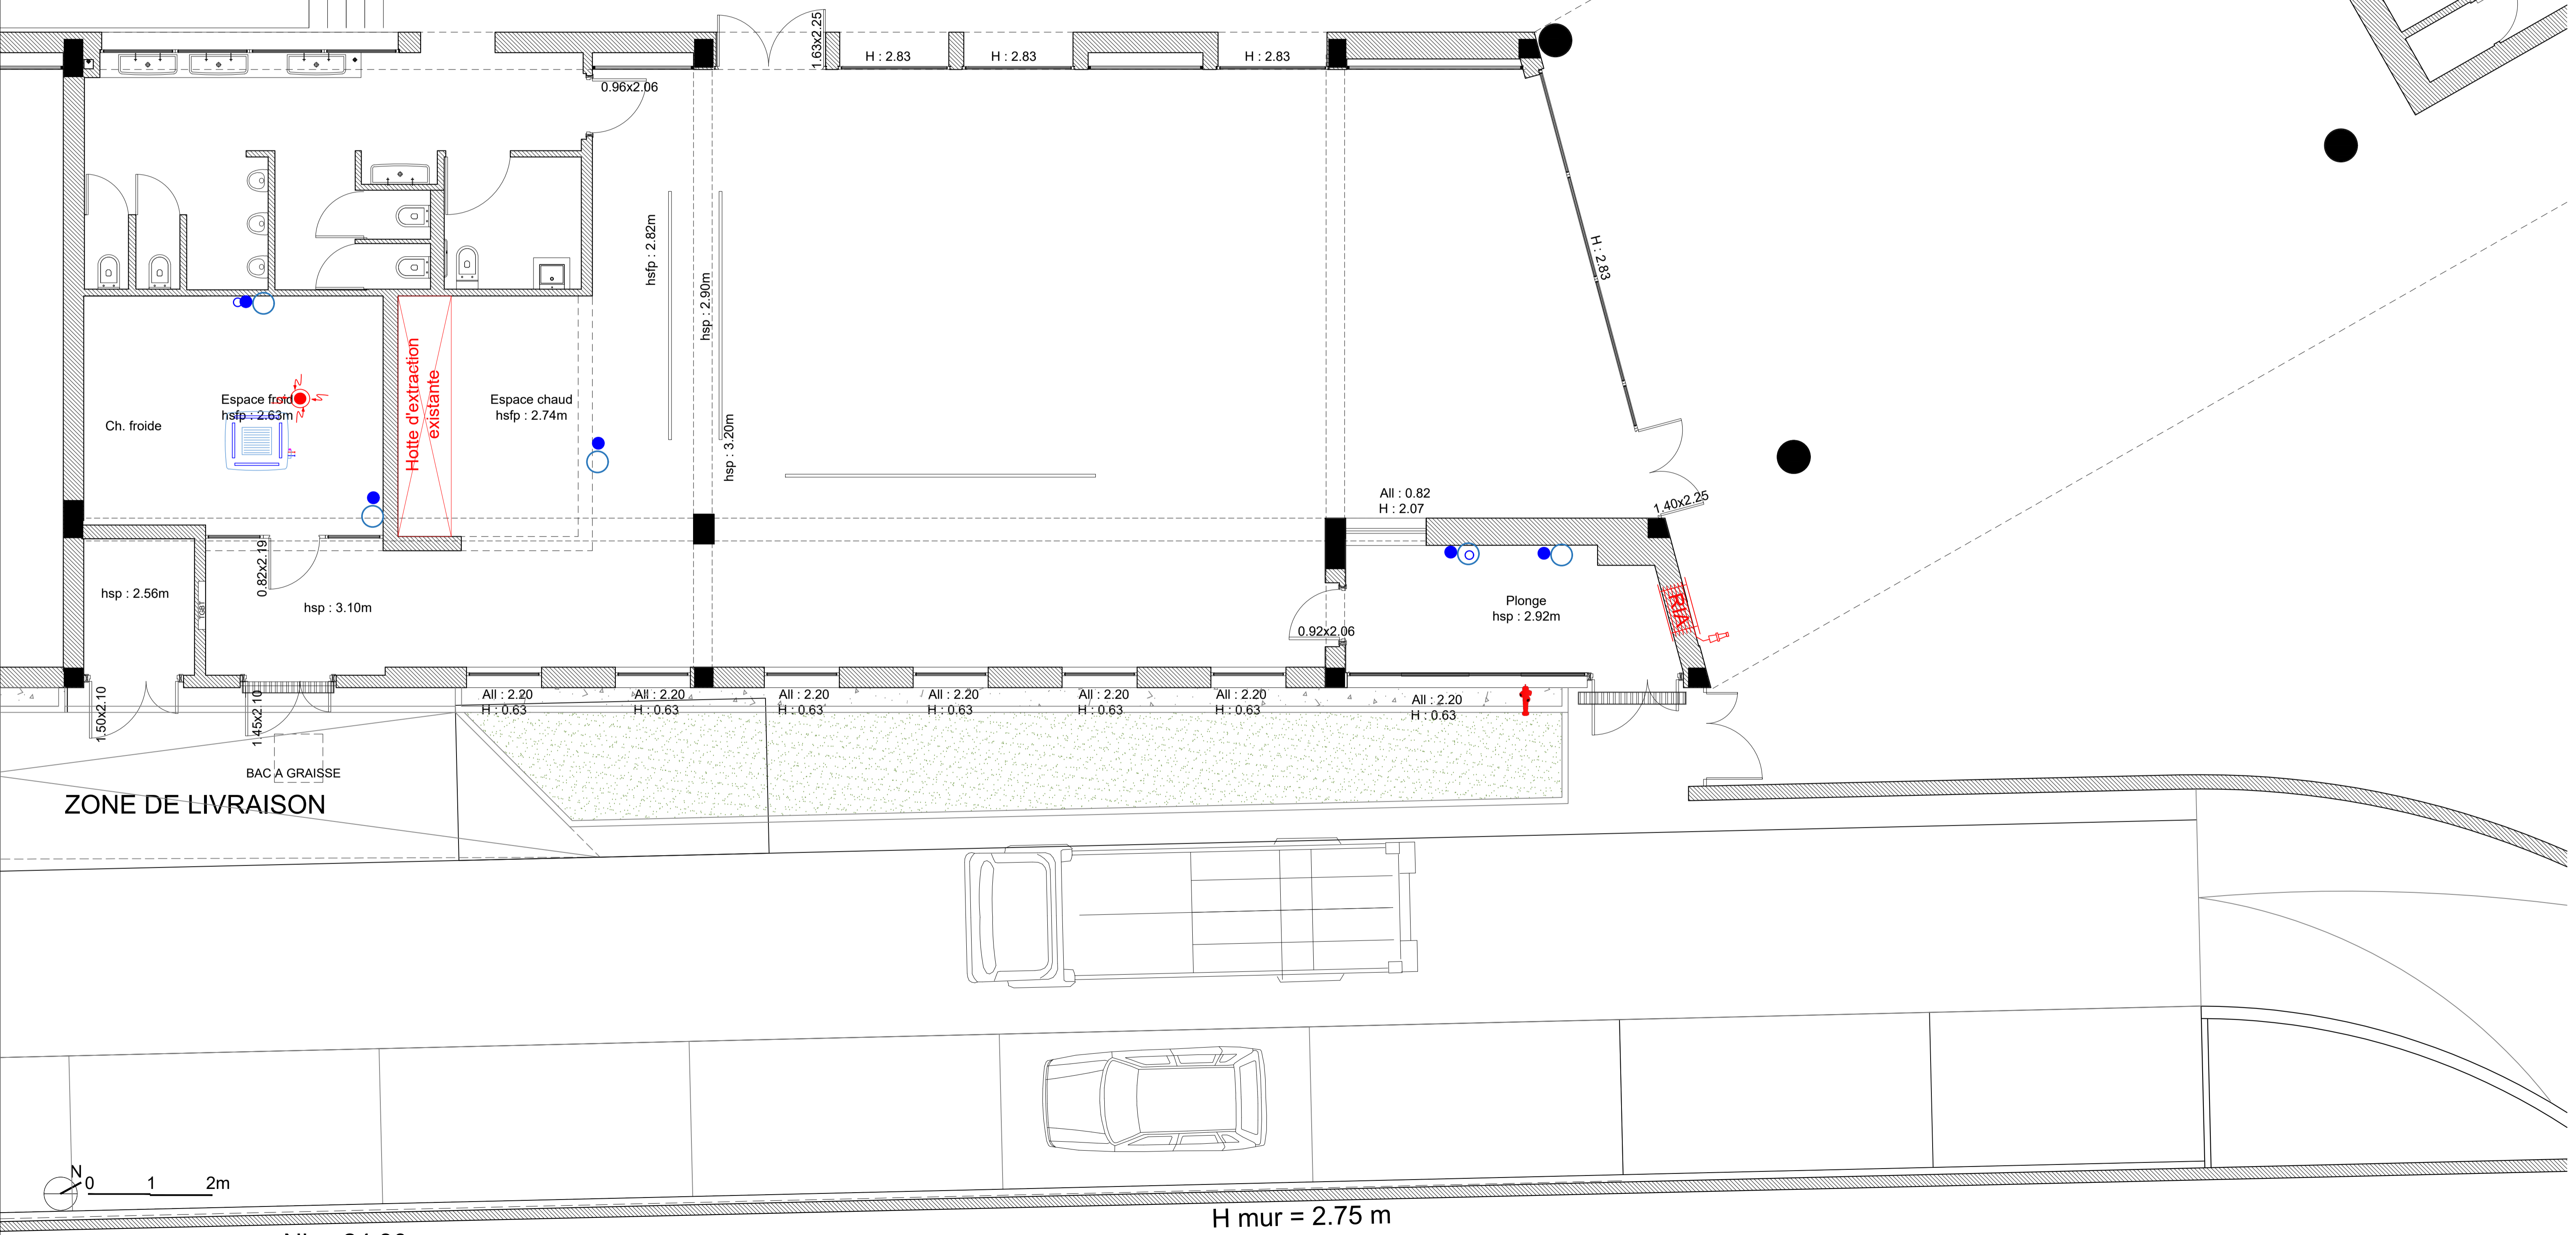 1.63x2.25
H : 2.83
H : 2.83
H : 2.83
0.96x2.06
hsfp : 2.82m
hsp : 2.90m
hsp : 3.20m
H : 2.83
Espace froid
hsfp : 2.63m
Ch. froide
Hotte d'extraction
existante
Espace chaud
hsfp : 2.74m
All : 0.82
H : 2.07
1.40x2.25
0.82x2.19
hsp : 2.56m
TGBT
hsp : 3.10m
Plonge
hsp : 2.92m
RIA
0.92x2.06
1.50x2.10
1.45x2.10
All : 2.20
H : 0.63
All : 2.20
H : 0.63
All : 2.20
H : 0.63
All : 2.20
H : 0.63
All : 2.20
H : 0.63
All : 2.20
H : 0.63
All : 2.20
H : 0.63
BAC A GRAISSE
ZONE DE LIVRAISON
N
0 1 2m
H mur = 2.75 m